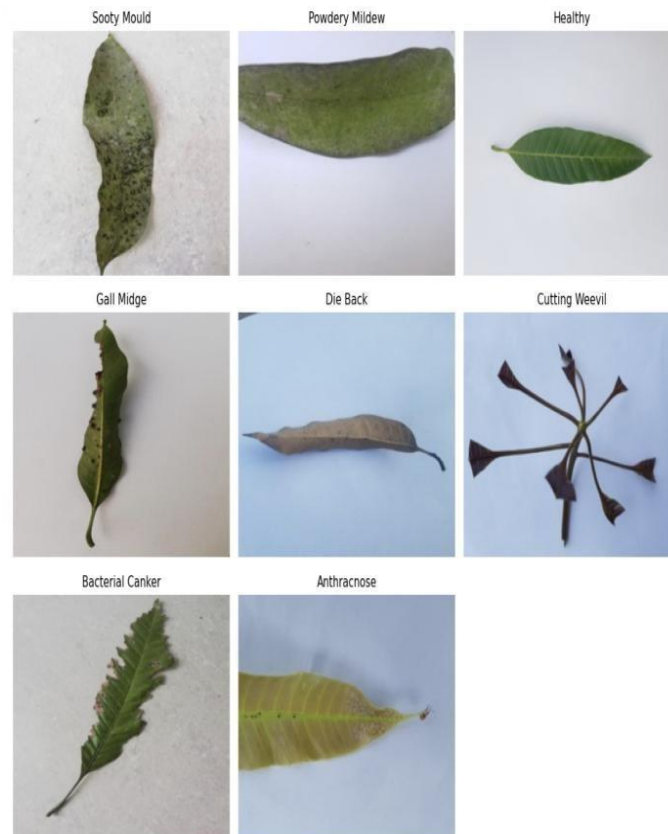 Sooty Mould
Powdery Mildew
Healthy
Gall Midge
Die Back
Cutting Weevil
Bacterial Canker
Anthracnose